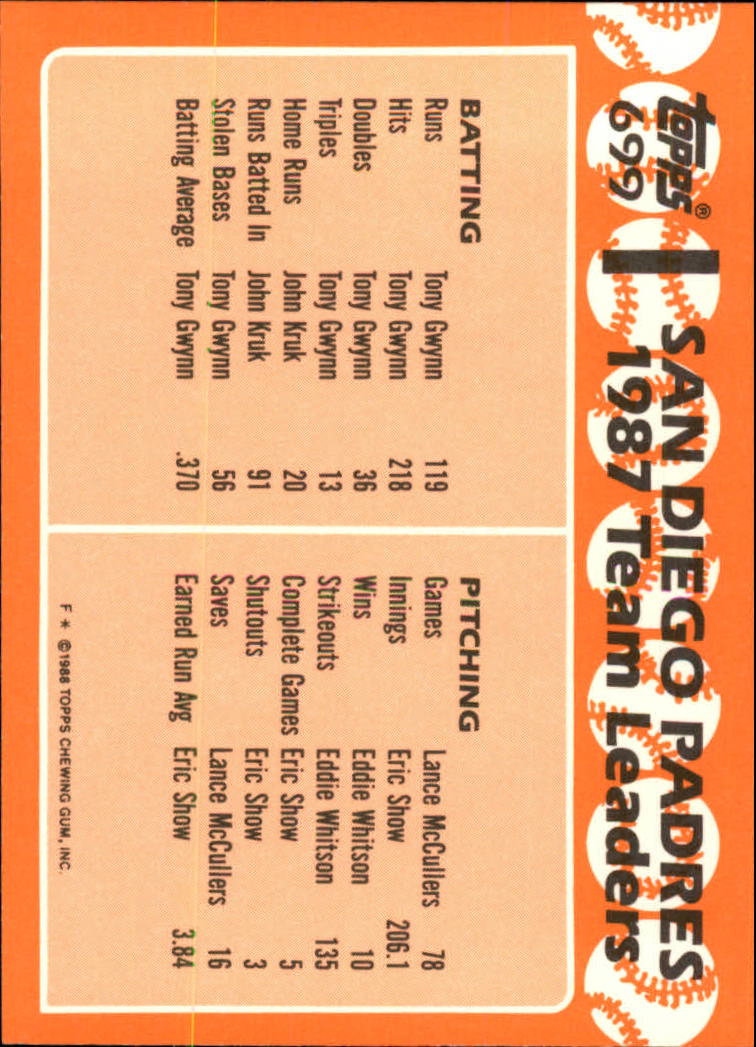 topps®
699
SAN DIEGO PADRES
1987 Team Leaders
BATTING
Runs Tony Gwynn 119
Hits Tony Gwynn 218
Doubles Tony Gwynn 36
Triples Tony Gwynn 13
Home Runs John Kruk 20
Runs Batted In John Kruk 91
Stolen Bases Tony Gwynn 56
Batting Average Tony Gwynn .370
PITCHING
Games Lance McCullers 78
Innings Eric Show 206.1
Wins Eddie Whitson 10
Strikeouts Eddie Whitson 135
Complete Games Eric Show 5
Shutouts Eric Show 3
Saves Lance McCullers 16
Earned Run Avg Eric Show 3.84
F * ©1988 TOPPS CHEWING GUM, INC.